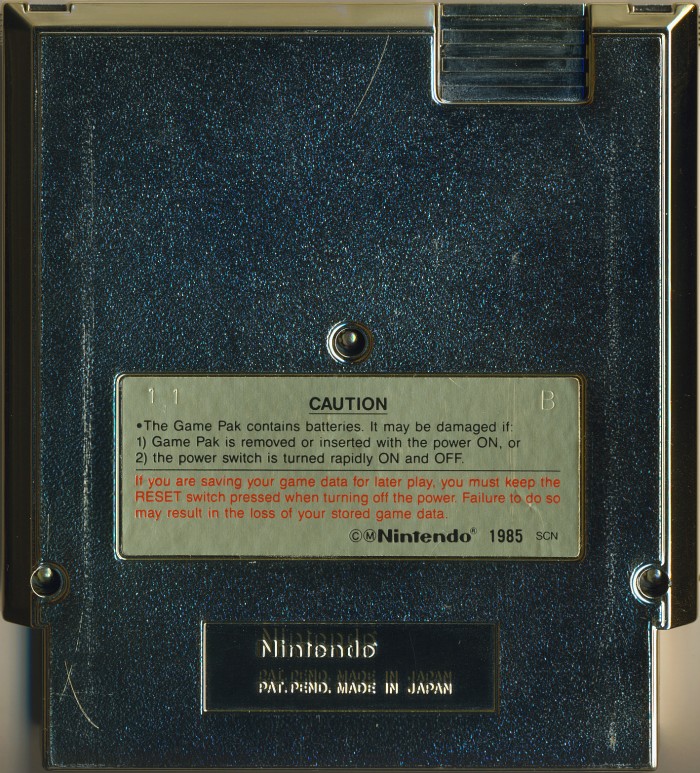 11 B
CAUTION
•The Game Pak contains batteries. It may be damaged if:
1) Game Pak is removed or inserted with the power ON, or
2) the power switch is turned rapidly ON and OFF.
If you are saving your game data for later play, you must keep the
RESET switch pressed when turning off the power. Failure to do so
may result in the loss of your stored game data.
©Ⓜ Nintendo® 1985 SCN
Nintendo®
PAT. PEND. MADE IN JAPAN